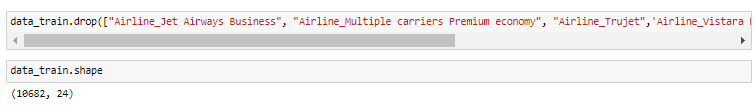 data_train.drop(["Airline_Jet Airways Business", "Airline_Multiple carriers Premium economy", "Airline_Trujet",'Airline_Vistara
data_train.shape
(10682, 24)